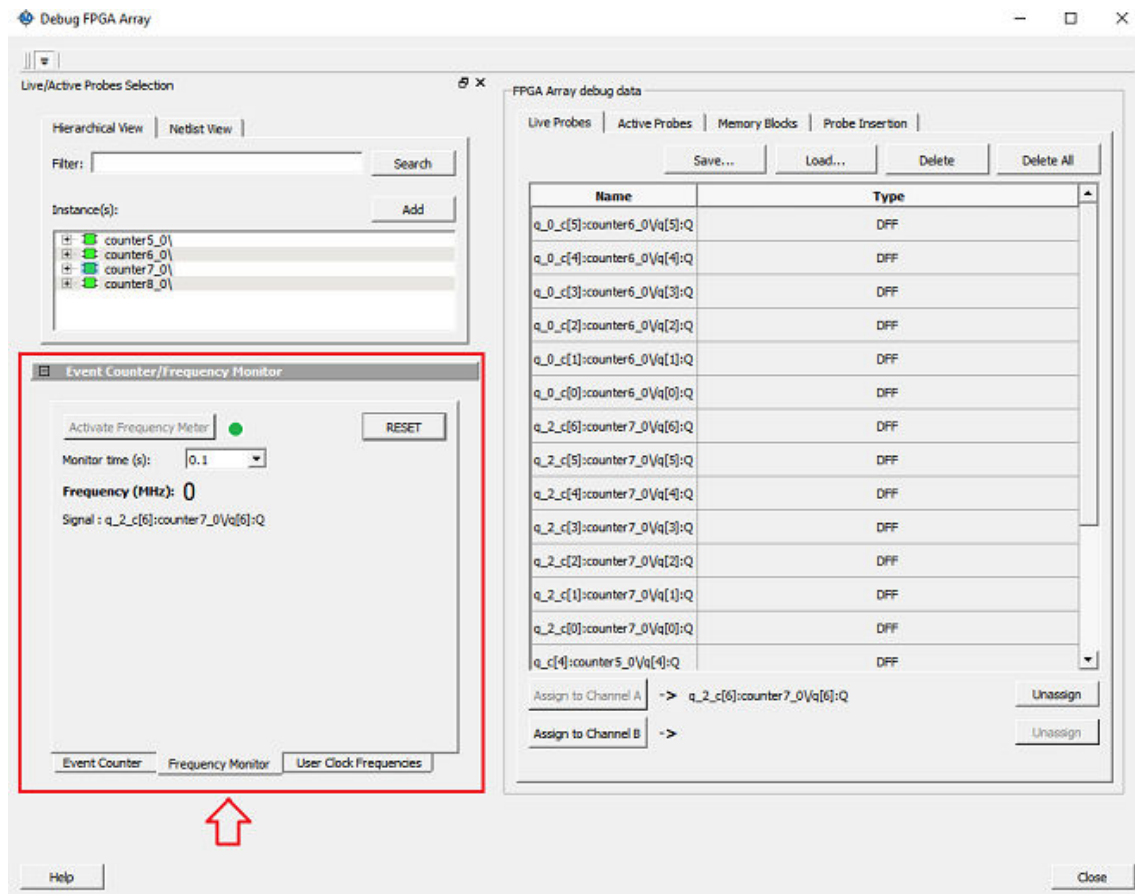 Debug FPGA Array
Live/Active Probes Selection
Hierarchical View Netlist View
Filter: Search
Instance(s): Add
counter5_0\
counter6_0\
counter7_0\
counter8_0\
Event Counter/Frequency Monitor
Activate Frequency Meter RESET
Monitor time (s): 0.1
Frequency (MHz): 0
Signal : q_2_c[6]:counter7_0\/q[6]:Q
Event Counter Frequency Monitor User Clock Frequencies
Help
FPGA Array debug data
Live Probes Active Probes Memory Blocks Probe Insertion
Save... Load... Delete Delete All
Name Type
q_0_c[5]:counter6_0\/q[5]:Q DFF
q_0_c[4]:counter6_0\/q[4]:Q DFF
q_0_c[3]:counter6_0\/q[3]:Q DFF
q_0_c[2]:counter6_0\/q[2]:Q DFF
q_0_c[1]:counter6_0\/q[1]:Q DFF
q_0_c[0]:counter6_0\/q[0]:Q DFF
q_2_c[6]:counter7_0\/q[6]:Q DFF
q_2_c[5]:counter7_0\/q[5]:Q DFF
q_2_c[4]:counter7_0\/q[4]:Q DFF
q_2_c[3]:counter7_0\/q[3]:Q DFF
q_2_c[2]:counter7_0\/q[2]:Q DFF
q_2_c[1]:counter7_0\/q[1]:Q DFF
q_2_c[0]:counter7_0\/q[0]:Q DFF
q_c[4]:counter5_0\/q[4]:Q DFF
Assign to Channel A -> q_2_c[6]:counter7_0\/q[6]:Q Unassign
Assign to Channel B -> Unassign
Close